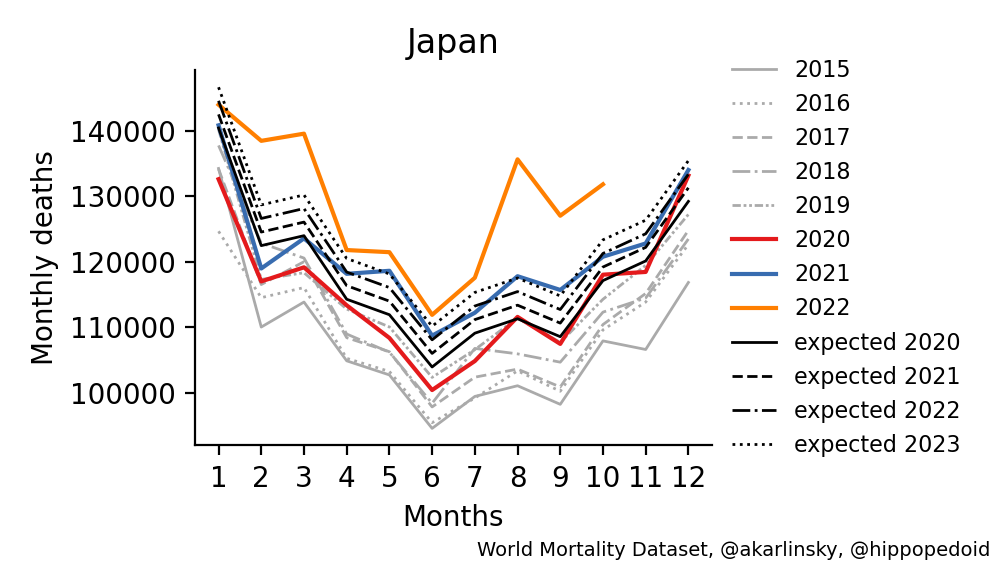 Japan
Monthly deaths
140000
130000
120000
110000
100000
1 2 3 4 5 6 7 8 9 10 11 12
Months
2015
2016
2017
2018
2019
2020
2021
2022
expected 2020
expected 2021
expected 2022
expected 2023
World Mortality Dataset, @akarlinsky, @hippopedoid